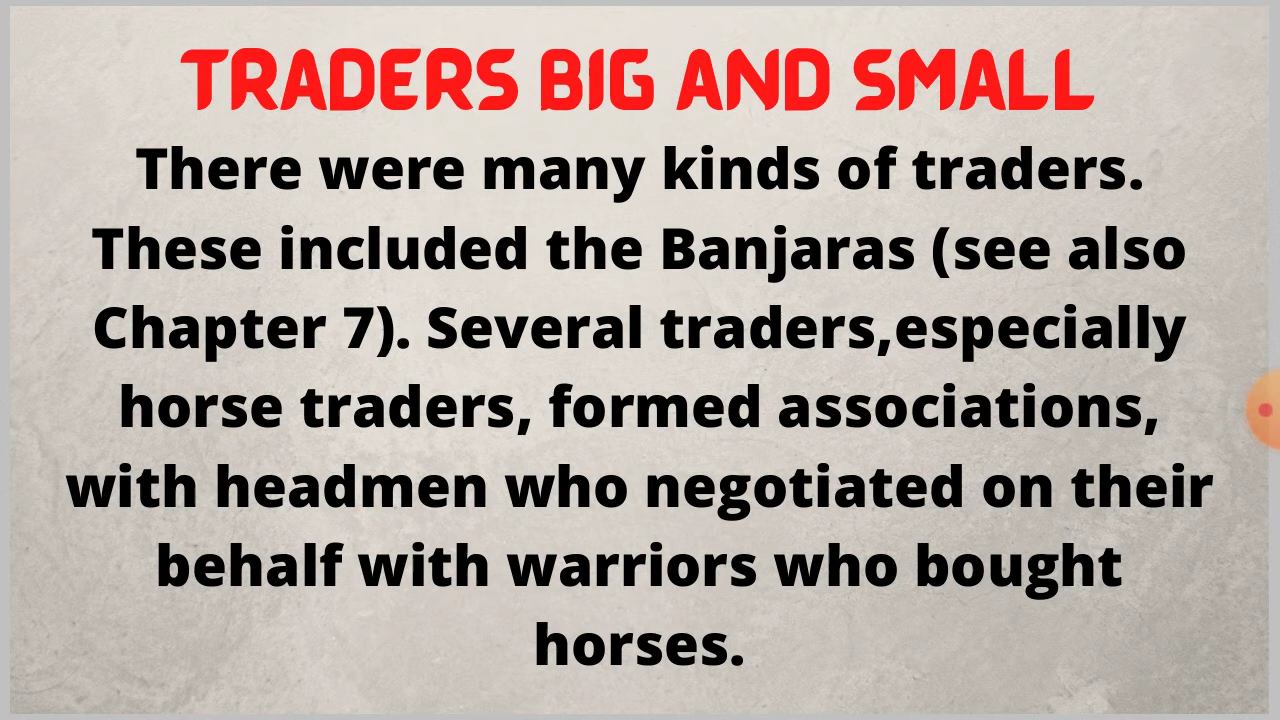 TRADERS BIG AND SMALL
There were many kinds of traders.
These included the Banjaras (see also
Chapter 7). Several traders,especially
horse traders, formed associations,
with headmen who negotiated on their
behalf with warriors who bought
horses.